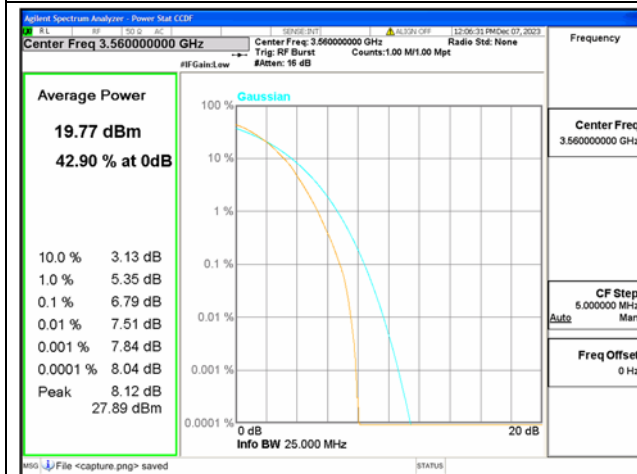 Agilent Spectrum Analyzer - Power Stat CCDF
RL RF 50 Ω AC SENSE:INT ALIGN OFF 12:06:31 PM Dec 07, 2023
Center Freq 3.560000000 GHz
Center Freq: 3.560000000 GHz Radio Std: None
Trig: RF Burst Counts:1.00 M/1.00 Mpt
#IFGain:Low #Atten: 16 dB
Frequency
Average Power
19.77 dBm
42.90 % at 0dB
10.0 % 3.13 dB
1.0 % 5.35 dB
0.1 % 6.79 dB
0.01 % 7.51 dB
0.001 % 7.84 dB
0.0001 % 8.04 dB
Peak 8.12 dB
27.89 dBm
Gaussian
100 %
10 %
1 %
0.1 %
0.01 %
0.001 %
0.0001 %
0 dB 20 dB
Info BW 25.000 MHz
Center Freq
3.560000000 GHz
CF Step
5.000000 MHz
Auto Man
Freq Offset
0 Hz
MSG File <capture.png> saved STATUS